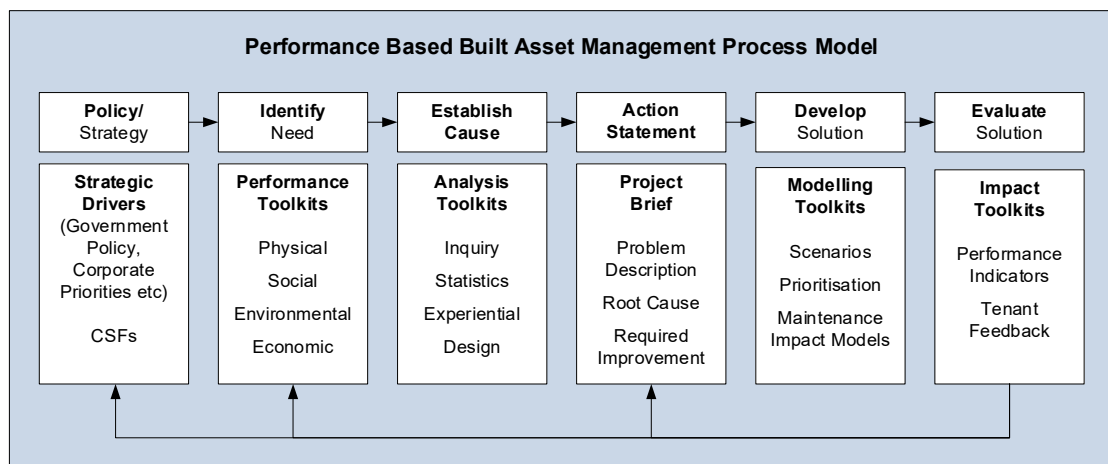 Performance Based Built Asset Management Process Model
Policy/
Strategy
Identify
Need
Establish
Cause
Action
Statement
Develop
Solution
Evaluate
Solution
Strategic
Drivers
(Government
Policy,
Corporate
Priorities etc)
CSFs
Performance
Toolkits
Physical
Social
Environmental
Economic
Analysis
Toolkits
Inquiry
Statistics
Experiential
Design
Project
Brief
Problem
Description
Root Cause
Required
Improvement
Modelling
Toolkits
Scenarios
Prioritisation
Maintenance
Impact Models
Impact
Toolkits
Performance
Indicators
Tenant
Feedback